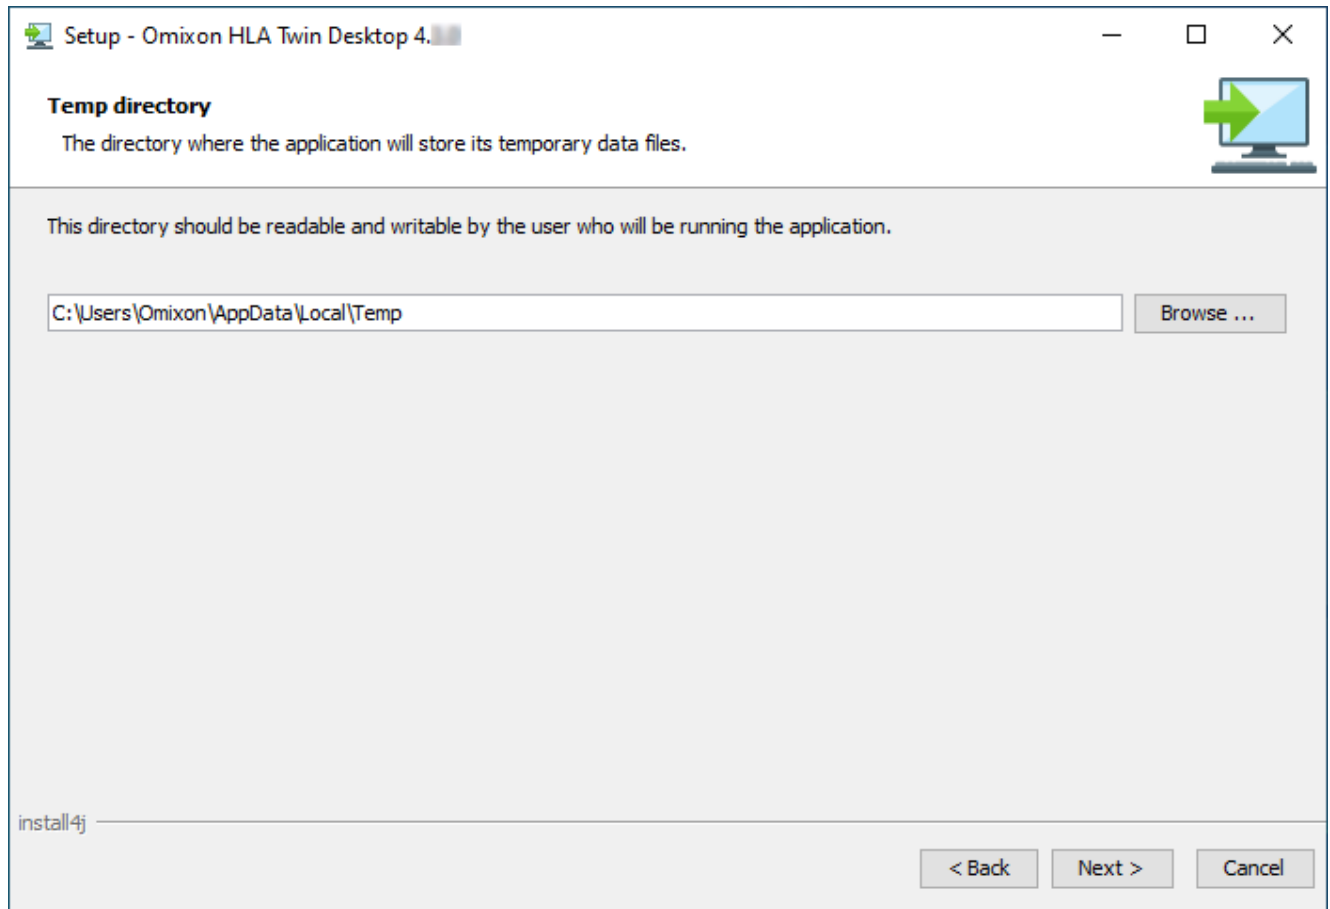 Setup - Omixon HLA Twin Desktop 4.
Temp directory
The directory where the application will store its temporary data files.
This directory should be readable and writable by the user who will be running the application.
C:\Users\Omixon\AppData\Local\Temp
Browse ...
install4j
< Back
Next >
Cancel